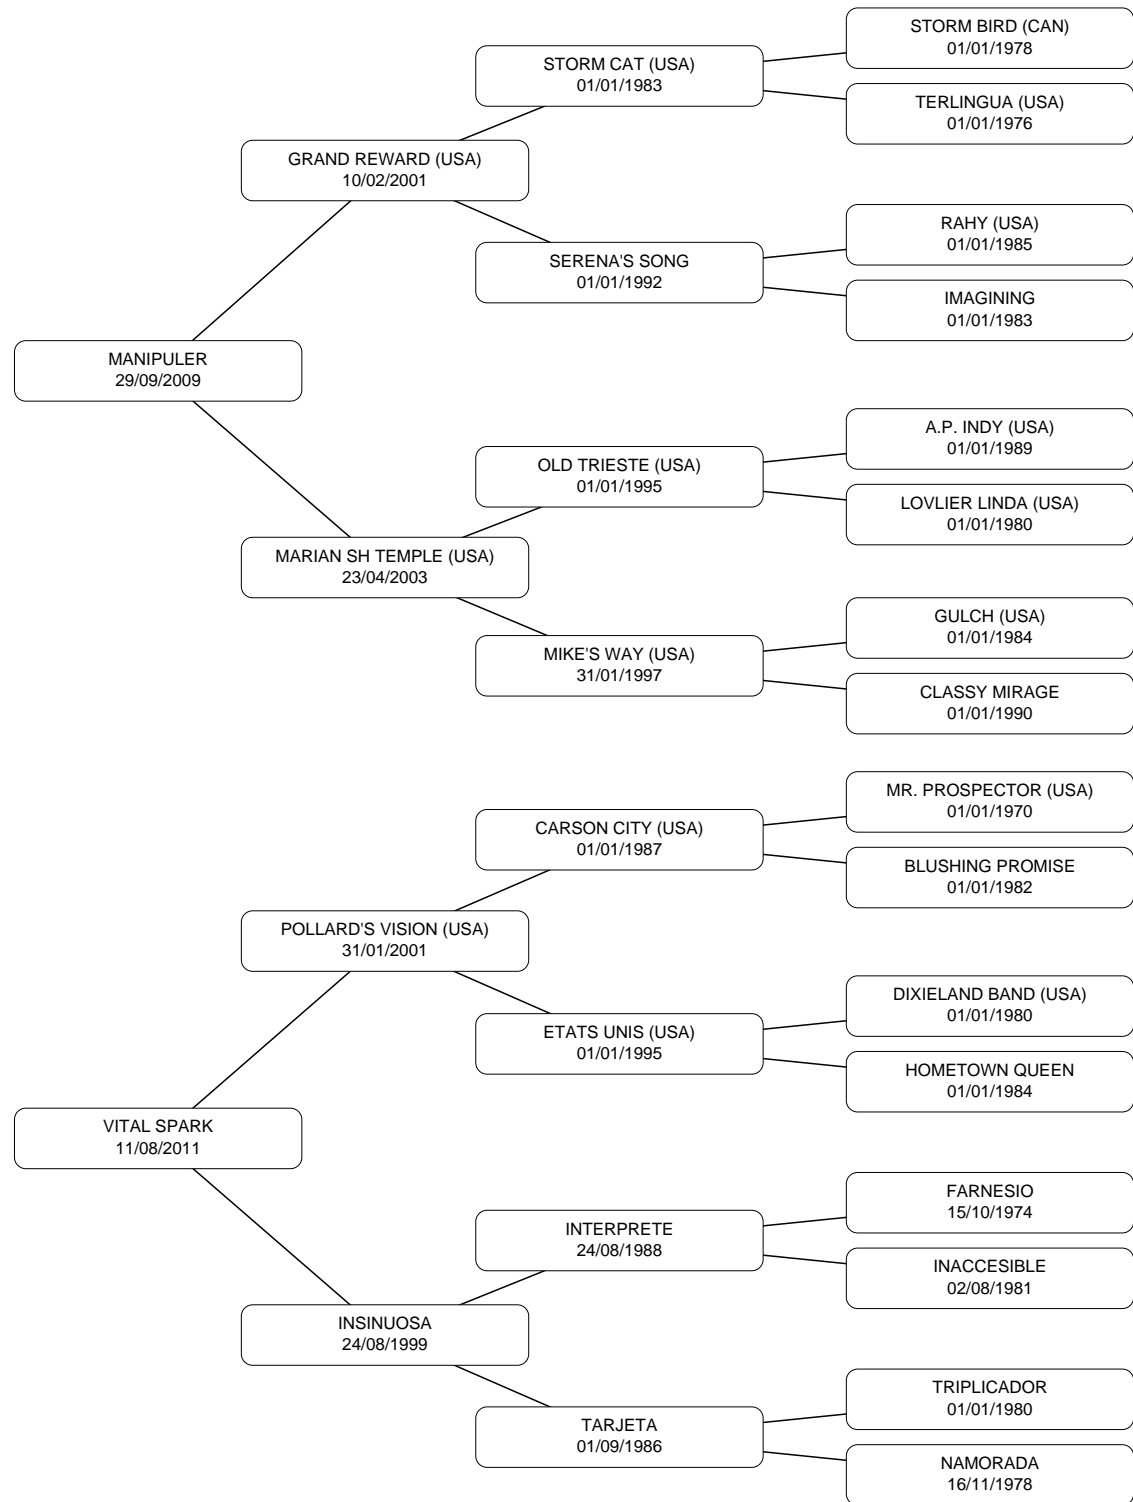 STORM BIRD (CAN)
01/01/1978
STORM CAT (USA)
01/01/1983
TERLINGUA (USA)
01/01/1976
GRAND REWARD (USA)
10/02/2001
RAHY (USA)
01/01/1985
SERENA'S SONG
01/01/1992
IMAGINING
01/01/1983
MANIPULER
29/09/2009
A.P. INDY (USA)
01/01/1989
OLD TRIESTE (USA)
01/01/1995
LOVLIER LINDA (USA)
01/01/1980
MARIAN SH TEMPLE (USA)
23/04/2003
GULCH (USA)
01/01/1984
MIKE'S WAY (USA)
31/01/1997
CLASSY MIRAGE
01/01/1990
MR. PROSPECTOR (USA)
01/01/1970
CARSON CITY (USA)
01/01/1987
BLUSHING PROMISE
01/01/1982
POLLARD'S VISION (USA)
31/01/2001
DIXIELAND BAND (USA)
01/01/1980
ETATS UNIS (USA)
01/01/1995
HOMETOWN QUEEN
01/01/1984
VITAL SPARK
11/08/2011
FARNESIO
15/10/1974
INTERPRETE
24/08/1988
INACCESIBLE
02/08/1981
INSINUOSA
24/08/1999
TRIPLICADOR
01/01/1980
TARJETA
01/09/1986
NAMORADA
16/11/1978